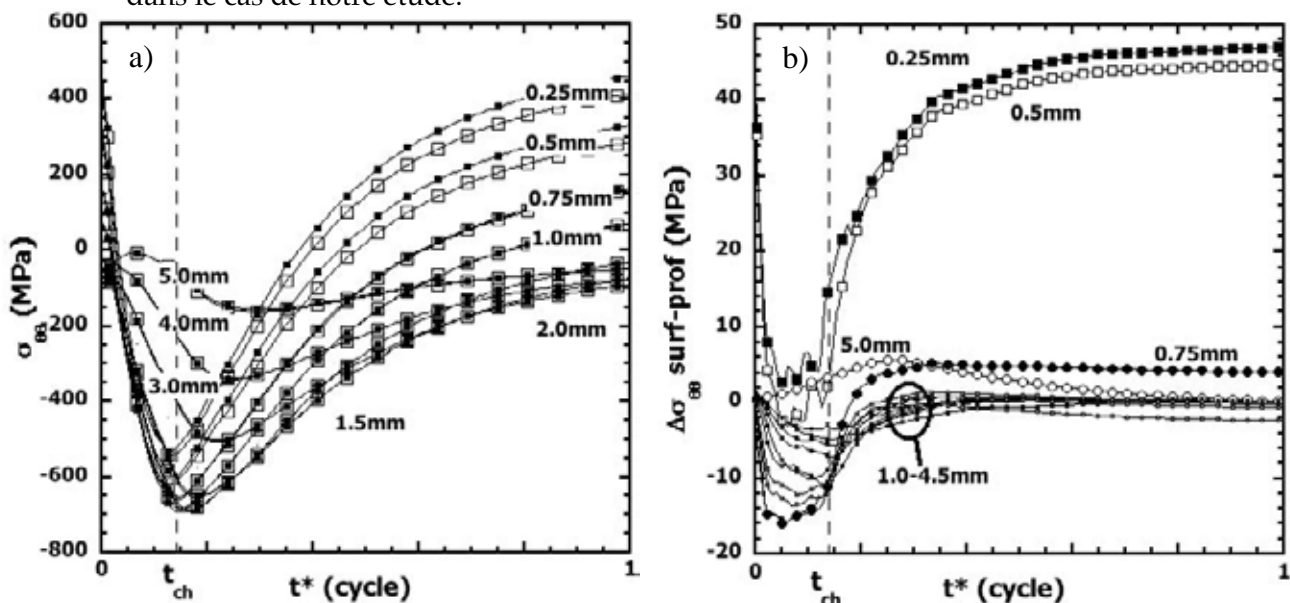 dans le cas de notre étude.
a)
600
400
200
0
-200
-400
-600
-800
σθθ (MPa)
0.25mm
0.5mm
0.75mm
1.0mm
5.0mm
4.0mm
3.0mm
2.0mm
1.5mm
0
tch
t* (cycle)
1
b)
50
40
30
20
10
0
-10
-20
Δσθθ surf-prof (MPa)
0.25mm
0.5mm
5.0mm
0.75mm
1.0-4.5mm
0
tch
t* (cycle)
1